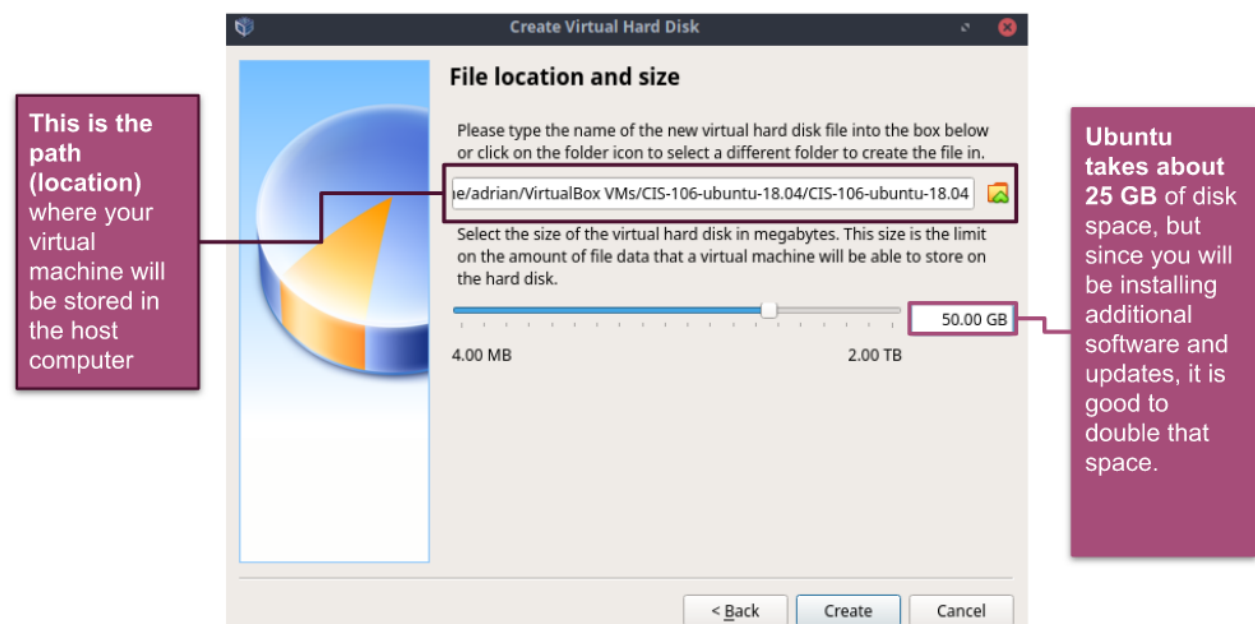 Create Virtual Hard Disk
File location and size
Please type the name of the new virtual hard disk file into the box below
or click on the folder icon to select a different folder to create the file in.
ıe/adrian/VirtualBox VMs/CIS-106-ubuntu-18.04/CIS-106-ubuntu-18.04
Select the size of the virtual hard disk in megabytes. This size is the limit
on the amount of file data that a virtual machine will be able to store on
the hard disk.
50.00 GB
4.00 MB
2.00 TB
< Back
Create
Cancel
This is the
path
(location)
where your
virtual
machine will
be stored in
the host
computer
Ubuntu
takes about
25 GB of disk
space, but
since you will
be installing
additional
software and
updates, it is
good to
double that
space.